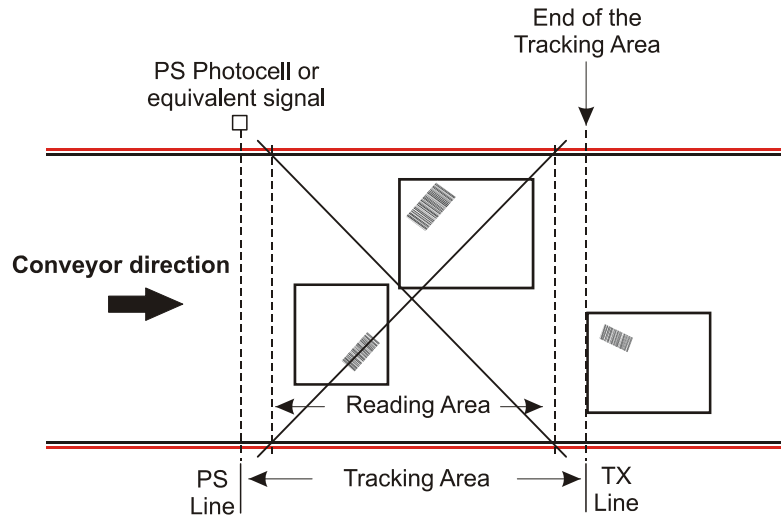 End of the
Tracking Area
PS Photocell or
equivalent signal
Conveyor direction
Reading Area
PS
Line
Tracking Area
TX
Line